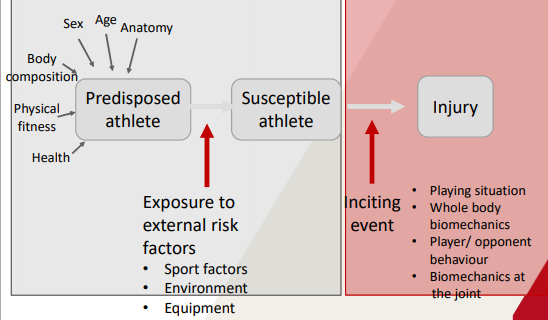 Sex
Age
Anatomy
Body
composition
Physical
fitness
Health
Predisposed
athlete
Susceptible
athlete
Injury
Exposure to
external risk
factors
• Sport factors
• Environment
• Equipment
Inciting
event
• Playing situation
• Whole body
biomechanics
• Player/ opponent
behaviour
• Biomechanics at
the joint